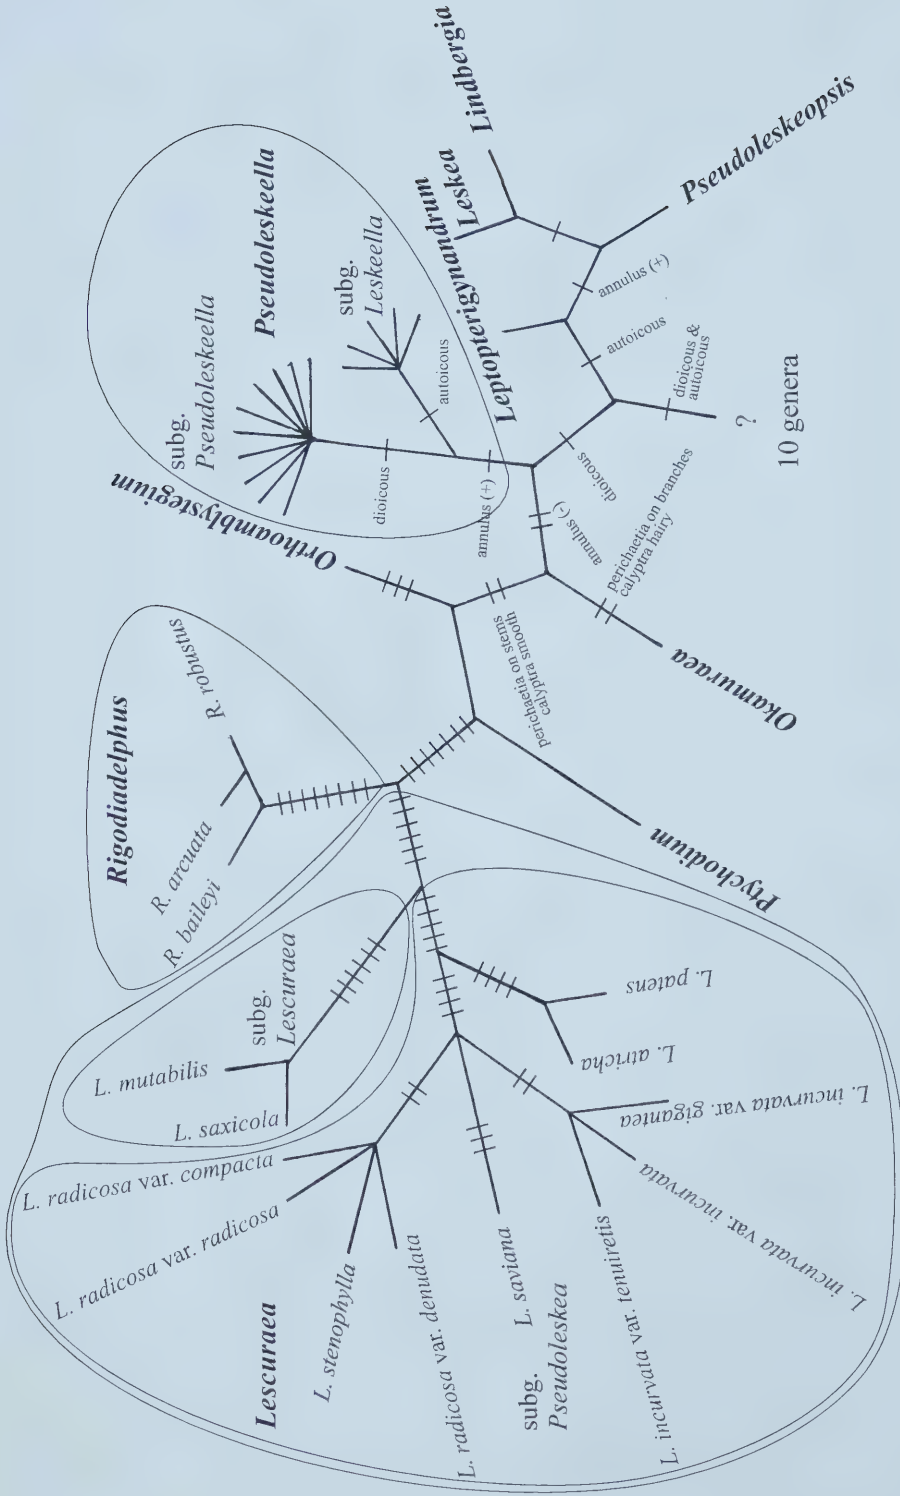 Lescuraea
L. radicosa var. compacta
L. radicosa var. radicosa
L. stenophylla
L. radicosa var. denudata
L. saviana
subg.
Pseudoleskea
L. incurvata var. tenuiretis
L. incurvata var. incurvata
L. incurvata var. gigantea
L. atricha
L. patens
subg.
Lescuraea
L. mutabilis
L. saxicola
Rigodiadelphus
R. baileyi
R. arcuata
R. robustus
Ptychodium
Orthoamblystegium
perichaetia on stems
calyptra smooth
Okamuraea
perichaetia on branches
calyptra hairy
annulus (-)
annulus (+)
dioicous
subg.
Pseudoleskeella
Pseudoleskeella
subg.
Leskeella
autoicous
dioicous
dioicous &
autoicous
?
10 genera
autoicous
Leptopterigynandrum
annulus (+)
Leskea
Lindbergia
Pseudoleskeopsis